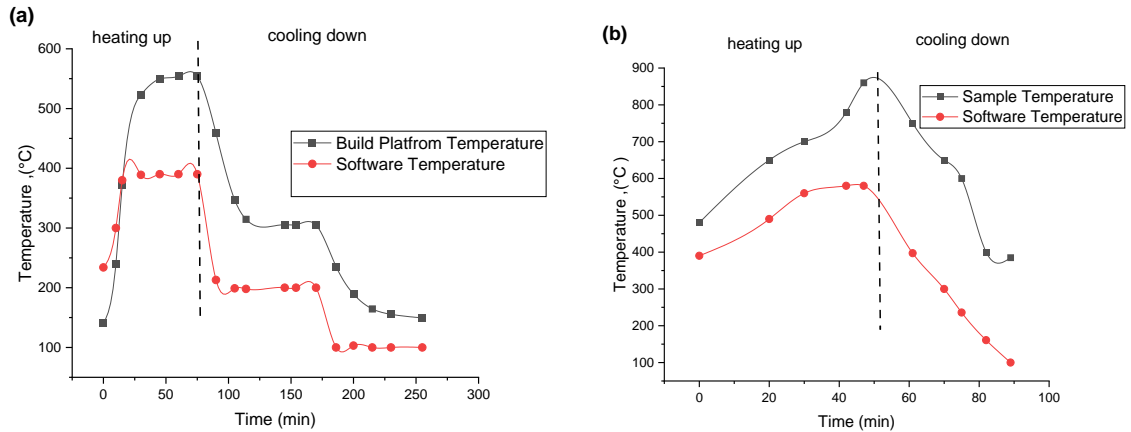 (a)
heating up
cooling down
600
500
400
300
200
100
Temperature ,(°C)
Build Platfrom Temperature
Software Temperature
0
50
100
150
200
250
300
Time (min)
(b)
heating up
cooling down
900
800
700
600
500
400
300
200
100
Temperature ,(°C )
Sample Temperature
Software Temperature
0
20
40
60
80
100
Time (min)